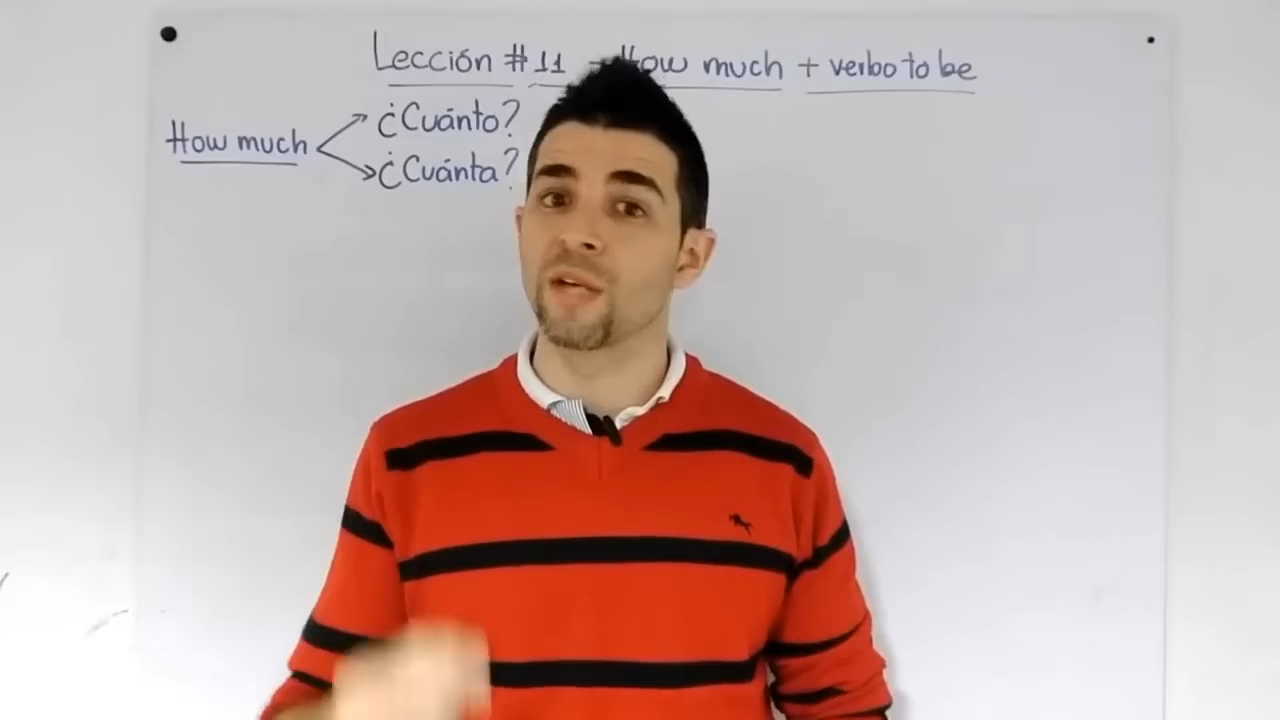 Lección #11 - How much + verbo to be
How much
¿Cuánto?
¿Cuánta?